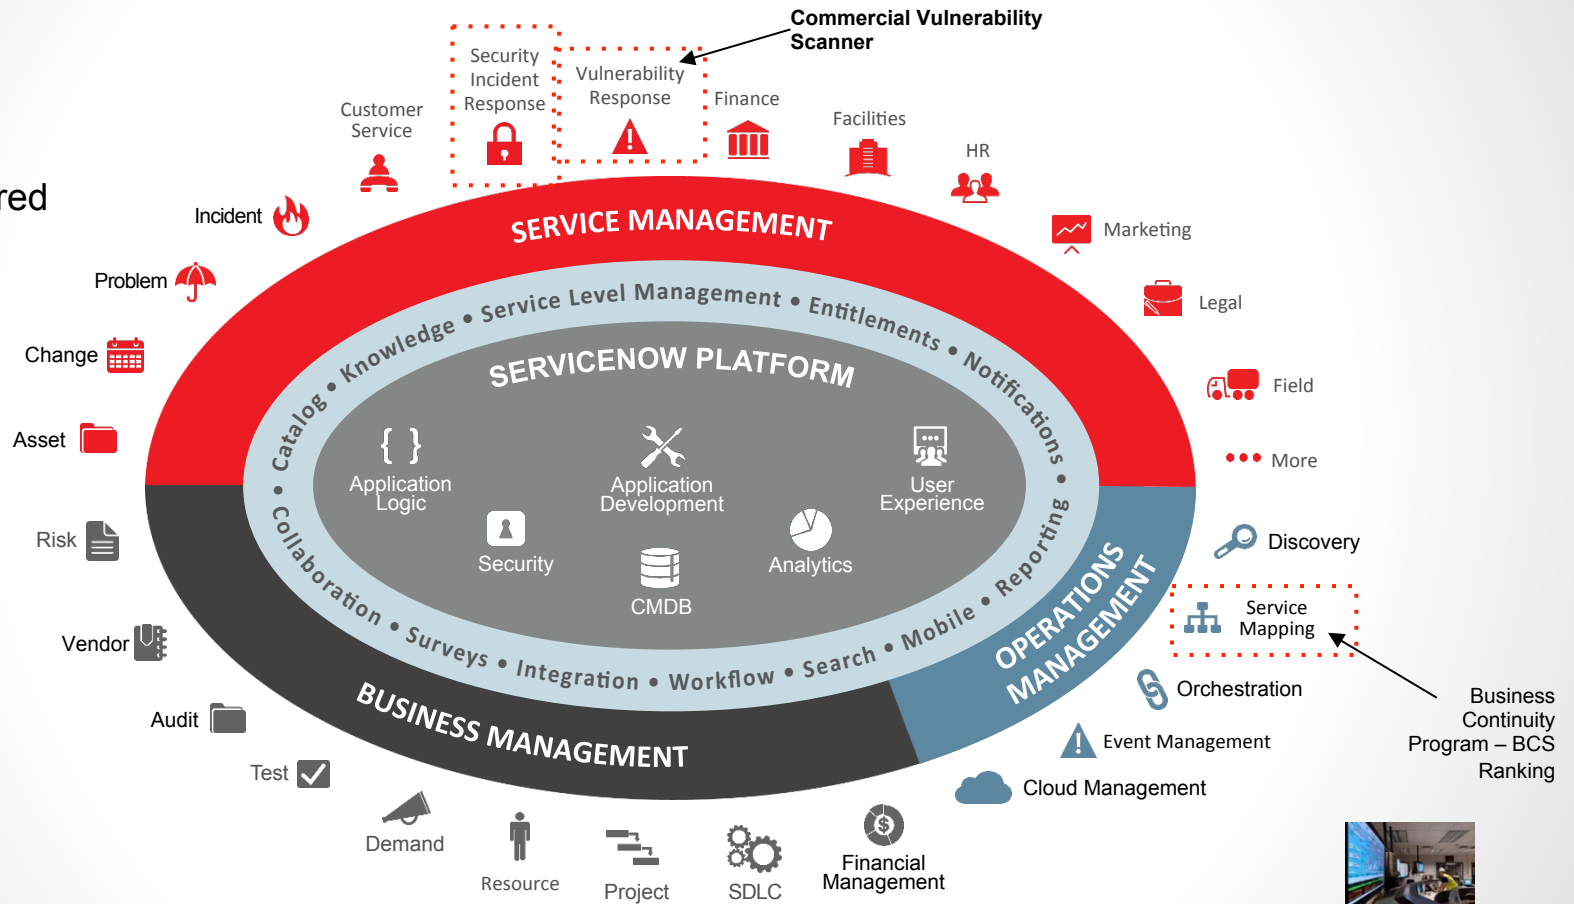 Commercial Vulnerability
Scanner
Security
Incident
Response
Vulnerability
Response
Finance
Customer
Service
Facilities
HR
red
Incident
Marketing
Problem
Legal
Change
Field
Asset
More
Risk
Discovery
Vendor
Service
Mapping
Audit
Orchestration
Test
Event Management
Cloud Management
Business
Continuity
Program – BCS
Ranking
Demand
Resource
Project
SDLC
Financial
Management
SERVICE MANAGEMENT
• Catalog • Knowledge • Service Level Management • Entitlements • Notifications •
Collaboration • Surveys • Integration • Workflow • Search • Mobile • Reporting
SERVICENOW PLATFORM
{ }
Application
Logic
Application
Development
User
Experience
Security
CMDB
Analytics
BUSINESS MANAGEMENT
OPERATIONS
MANAGEMENT